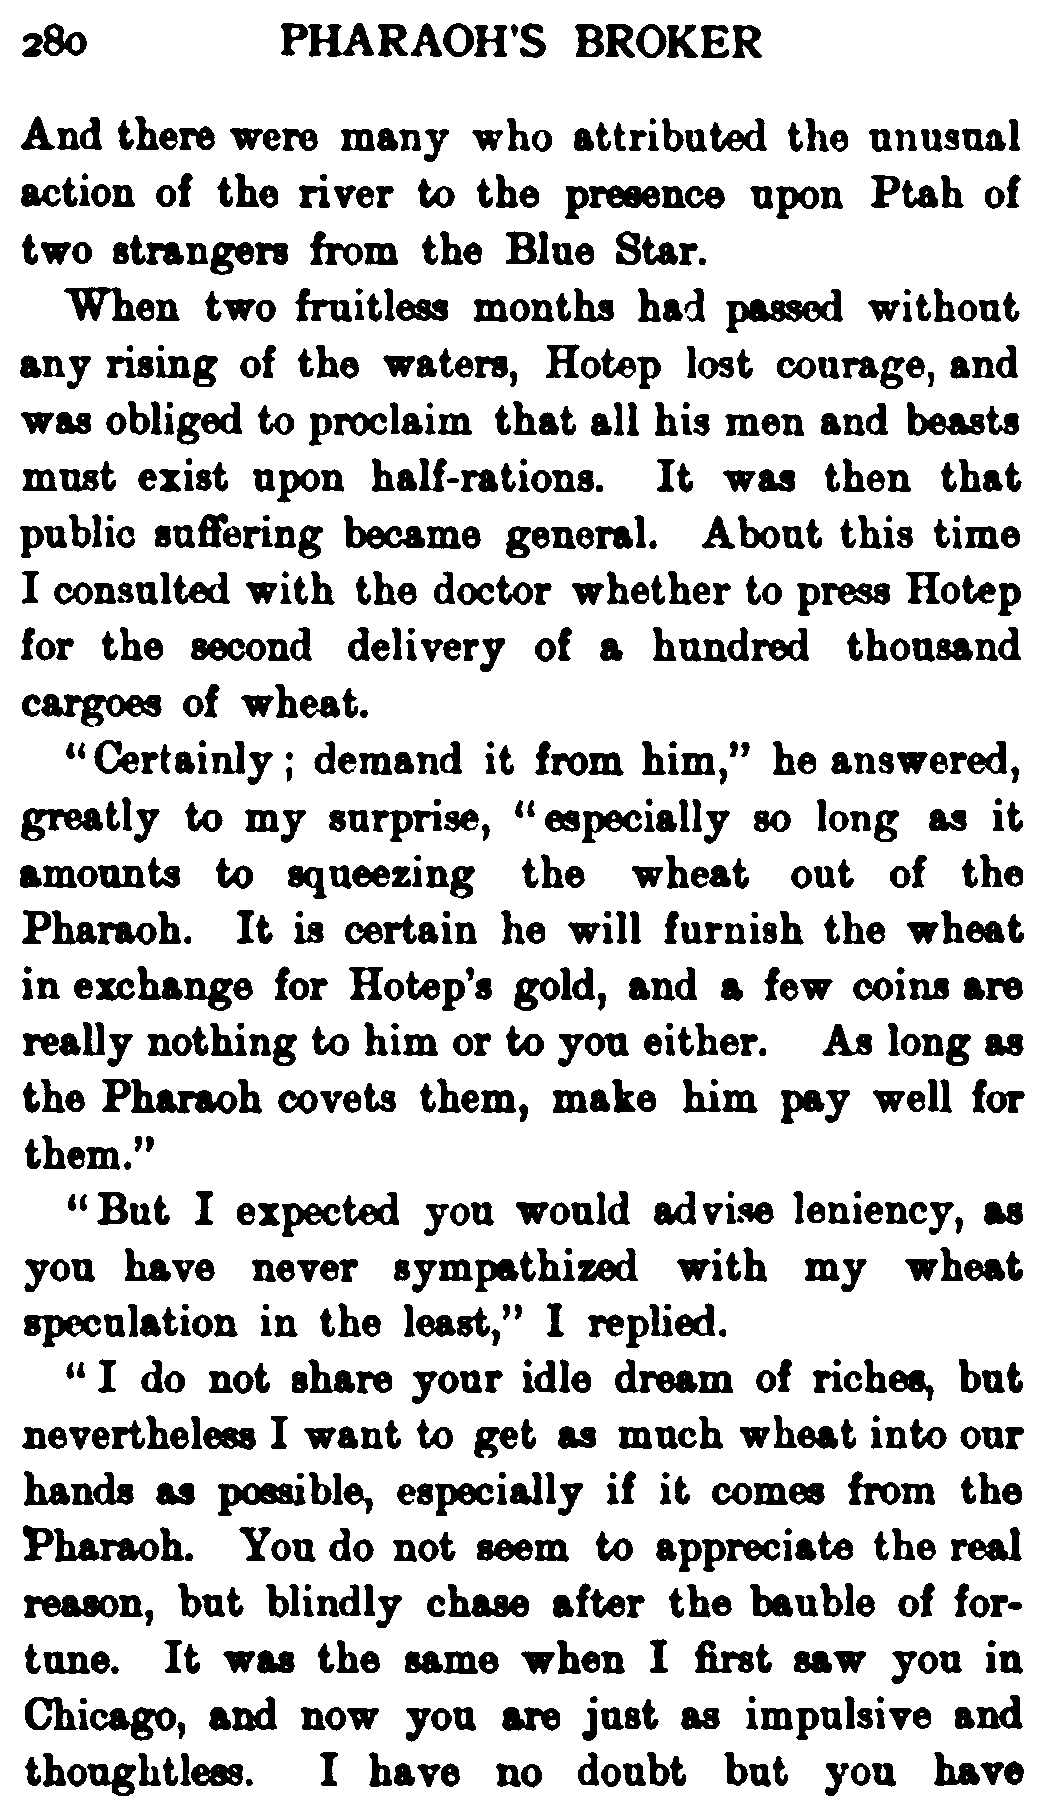 280 PHARAOH'S BROKER
And there were many who attributed the unusual
action of the river to the presence upon Ptah of
two strangers from the Blue Star.
When two fruitless months had passed without
any rising of the waters, Hotep lost courage, and
was obliged to proclaim that all his men and beasts
must exist upon half-rations. It was then that
public suffering became general. About this time
I consulted with the doctor whether to press Hotep
for the second delivery of a hundred thousand
cargoes of wheat.
“Certainly; demand it from him,” he answered,
greatly to my surprise, “especially so long as it
amounts to squeezing the wheat out of the
Pharaoh. It is certain he will furnish the wheat
in exchange for Hotep's gold, and a few coins are
really nothing to him or to you either. As long as
the Pharaoh covets them, make him pay well for
them.”
“But I expected you would advise leniency, as
you have never sympathized with my wheat
speculation in the least,” I replied.
“I do not share your idle dream of riches, but
nevertheless I want to get as much wheat into our
hands as possible, especially if it comes from the
Pharaoh. You do not seem to appreciate the real
reason, but blindly chase after the bauble of for-
tune. It was the same when I first saw you in
Chicago, and now you are just as impulsive and
thoughtless. I have no doubt but you have